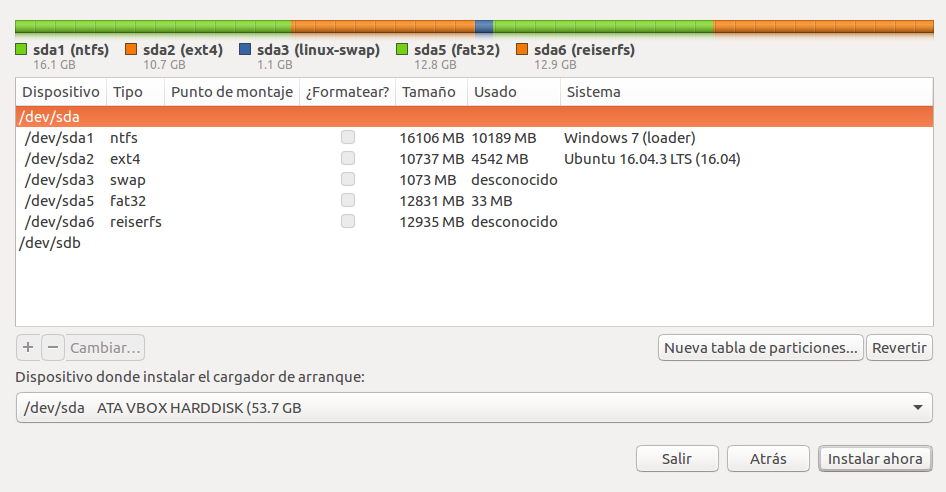 sda1 (ntfs) sda2 (ext4) sda3 (linux-swap) sda5 (fat32) sda6 (reiserfs)
16.1 GB 10.7 GB 1.1 GB 12.8 GB 12.9 GB
Dispositivo Tipo Punto de montaje ¿Formatear? Tamaño Usado Sistema
/dev/sda
/dev/sda1 ntfs 16106 MB 10189 MB Windows 7 (loader)
/dev/sda2 ext4 10737 MB 4542 MB Ubuntu 16.04.3 LTS (16.04)
/dev/sda3 swap 1073 MB desconocido
/dev/sda5 fat32 12831 MB 33 MB
/dev/sda6 reiserfs 12935 MB desconocido
/dev/sdb
+ − Cambiar... Nueva tabla de particiones... Revertir
Dispositivo donde instalar el cargador de arranque:
/dev/sda ATA VBOX HARDDISK (53.7 GB
Salir Atrás Instalar ahora